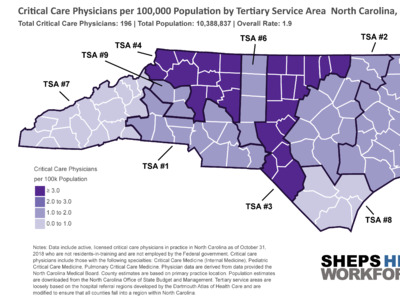 Critical Care Physicians per 100,000 Population by Tertiary Service Area  North Carolina,
Total Critical Care Physicians: 196 | Total Population: 10,388,837 | Overall Rate: 1.9
TSA #6
TSA #2
TSA #4
TSA #9
TSA #7
TSA #1
TSA #3
TSA #8
Critical Care Physicians
per 100k Population
> 3.0
2.0 to 3.0
1.0 to 2.0
0.0 to 1.0
Notes: Data include active, licensed critical care physicians in practice in North Carolina as of October 31,
2018 who are not residents-in-training and are not employed by the Federal government. Critical care
physicians include those with the following specialties: Critical Care Medicine (Internal Medicine), Pediatric
Critical Care Medicine, Pulmonary Critical Care Medicine. Physician data are derived from data provided the
North Carolina Medical Board. County estimates are based on primary practice location. Population estimates
are downloaded from the North Carolina Office of State Budget and Management. Tertiary service areas are
loosely based on the hospital referral regions developed by the Dartmouth Atlas of Health Care and are
modified to ensure that all counties fall into a region within North Carolina.
SHEPS HE
WORKFOR